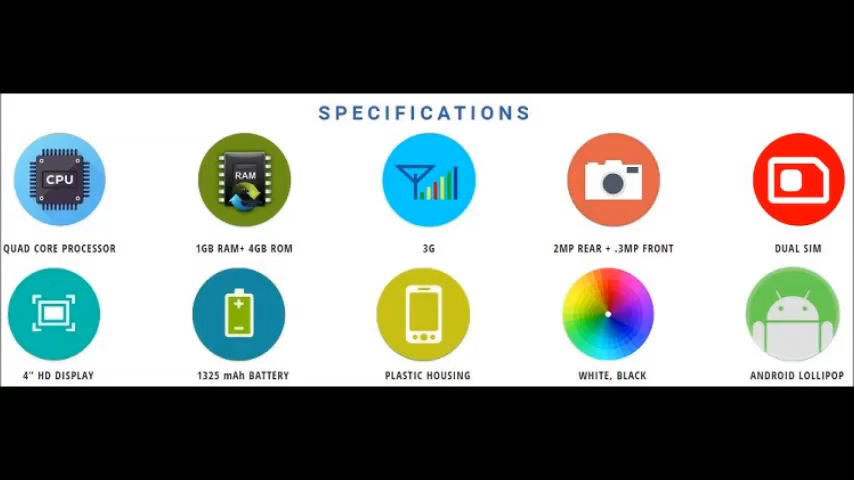 SPECIFICATIONS
CPU
RAM
QUAD CORE PROCESSOR
1GB RAM+ 4GB ROM
3G
2MP REAR + .3MP FRONT
DUAL SIM
4" HD DISPLAY
1325 mAh BATTERY
PLASTIC HOUSING
WHITE, BLACK
ANDROID LOLLIPOP